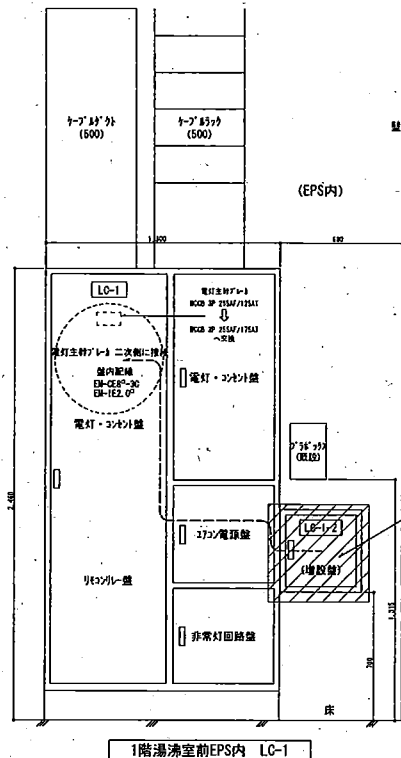 ケーブルダクト
(500)
ケーブルラック
(500)
(EPS内)
LC-1
電灯主幹ブレーカ
MCCB 3P 225AF/125AT
⇩
MCCB 3P 225AF/175AT
へ交換
電灯主幹ブレーカ 二次側に接続
盤内配線
EM-CE8°-3C
EM-IE2.0°
電灯・コンセント盤
電灯・コンセント盤
プルボックス
(既設)
2,460
LC-1-2
エアコン電源盤
(増設盤)
リモコンリレー盤
1,315
非常灯回路盤
700
床
1階湯沸室前EPS内 LC-1